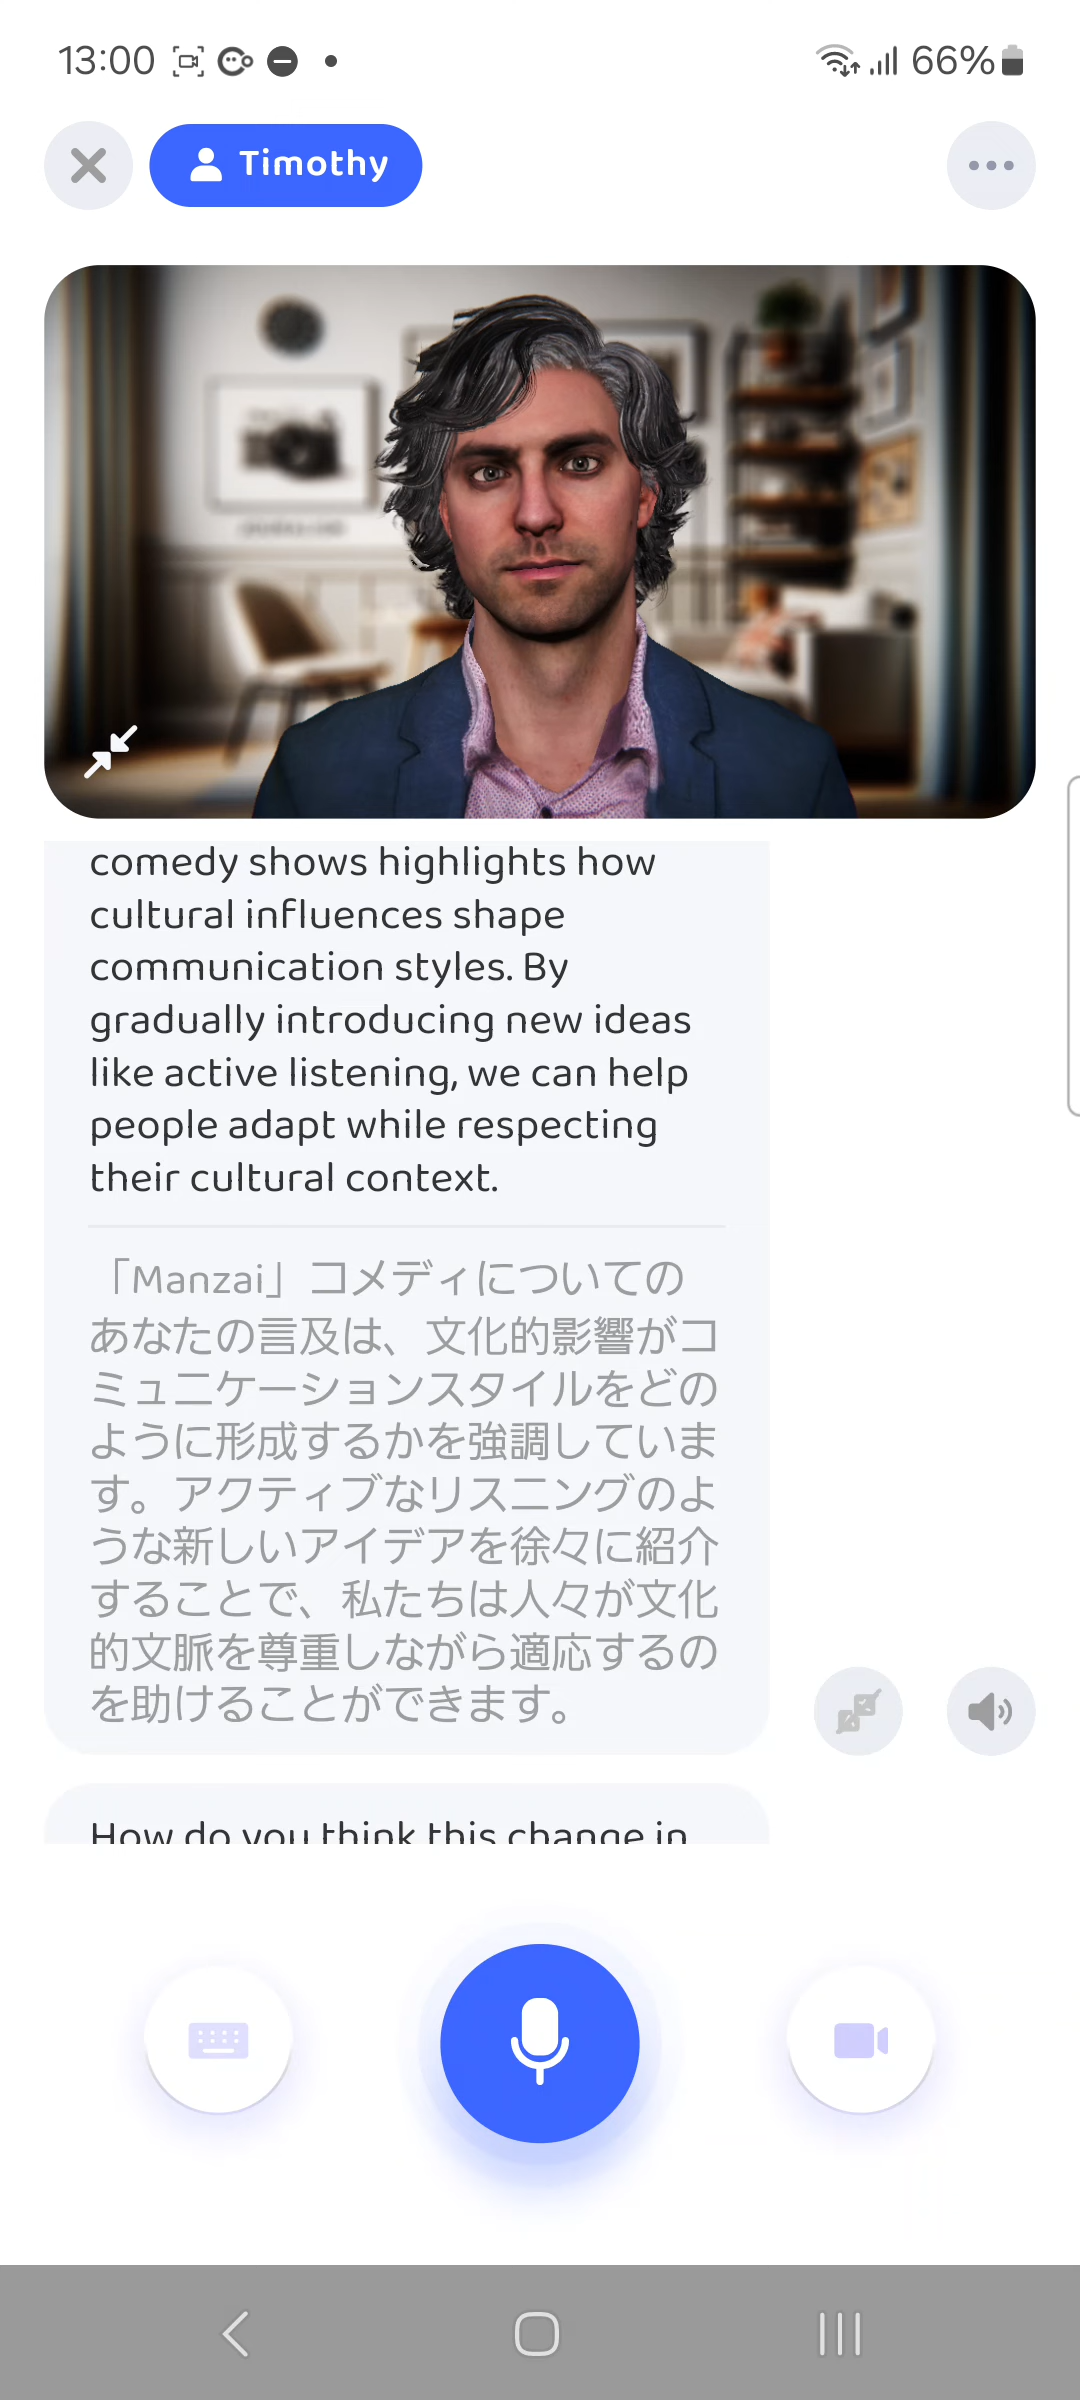 13:00
66%
Timothy
comedy shows highlights how
cultural influences shape
communication styles. By
gradually introducing new ideas
like active listening, we can help
people adapt while respecting
their cultural context.
「Manzai」コメディについての
あなたの言及は、文化的影響がコ
ミュニケーションスタイルをどの
ように形成するかを強調していま
す。アクティブなリスニングのよ
うな新しいアイデアを徐々に紹介
することで、私たちは人々が文化
的文脈を尊重しながら適応するの
を助けることができます。
How do you think this change in